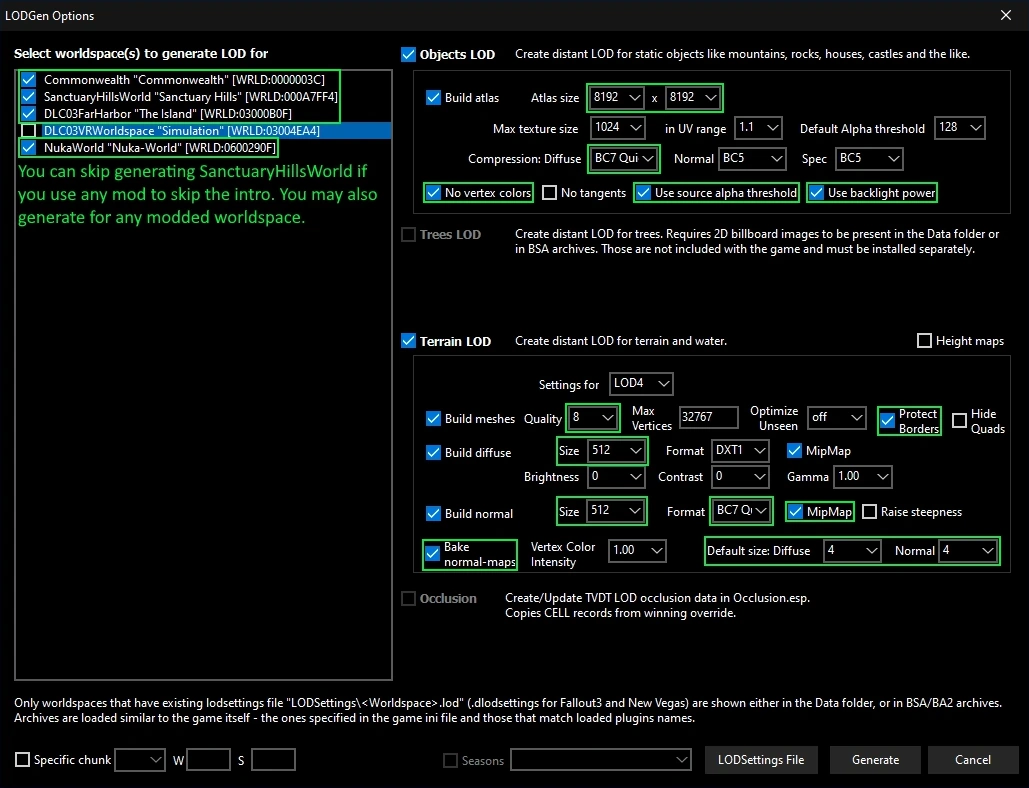 LODGen Options
Select worldspace(s) to generate LOD for
Commonwealth "Commonwealth" [WRLD:0000003C]
SanctuaryHillsWorld "Sanctuary Hills" [WRLD:000A7FF4]
DLC03FarHarbor "The Island" [WRLD:03000B0F]
DLC03VRWorldspace "Simulation" [WRLD:03004EA4]
NukaWorld "Nuka-World" [WRLD:0600290F]
You can skip generating SanctuaryHillsWorld if
you use any mod to skip the intro. You may also
generate for any modded worldspace.
Objects LOD Create distant LOD for static objects like mountains, rocks, houses, castles and the like.
Build atlas Atlas size 8192 x 8192
Max texture size 1024 in UV range 1.1 Default Alpha threshold 128
Compression: Diffuse BC7 Qui Normal BC5 Spec BC5
No vertex colors No tangents Use source alpha threshold Use backlight power
Trees LOD Create distant LOD for trees. Requires 2D billboard images to be present in the Data folder or
in BSA archives. Those are not included with the game and must be installed separately.
Terrain LOD Create distant LOD for terrain and water. Height maps
Settings for LOD4
Build meshes Quality 8 Max Vertices 32767 Optimize Unseen off Protect Borders Hide Quads
Build diffuse Size 512 Format DXT1 MipMap
Brightness 0 Contrast 0 Gamma 1.00
Build normal Size 512 Format BC7 Qu MipMap Raise steepness
Bake normal-maps Vertex Color Intensity 1.00 Default size: Diffuse 4 Normal 4
Occlusion Create/Update TVDT LOD occlusion data in Occlusion.esp.
Copies CELL records from winning override.
Only worldspaces that have existing lodsettings file "LODSettings\<Worldspace>.lod" (.dlodsettings for Fallout3 and New Vegas) are shown either in the Data folder, or in BSA/BA2 archives.
Archives are loaded similar to the game itself - the ones specified in the game ini file and those that match loaded plugins names.
Specific chunk W S Seasons LODSettings File Generate Cancel